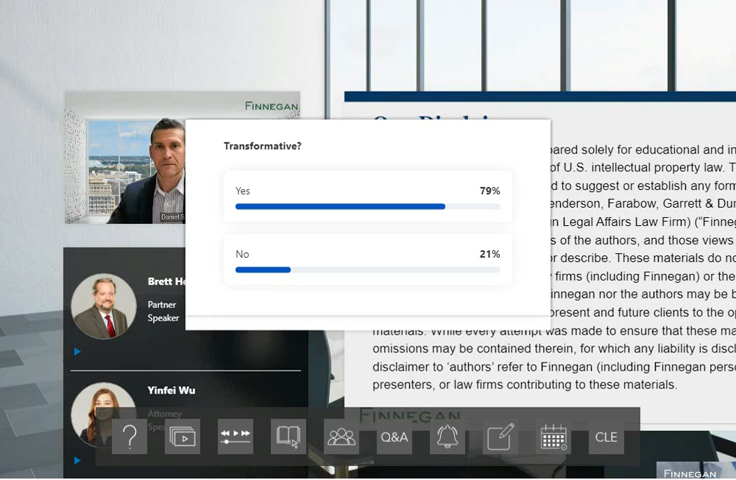 FINNEGAN
Daniel S
Transformative?
Yes 79%
No 21%
pared solely for educational and in
of U.S. intellectual property law. T
d to suggest or establish any form
enderson, Farabow, Garrett & Dun
n Legal Affairs Law Firm) ("Finneg
s of the authors, and those views
or describe. These materials do no
firms (including Finnegan) or the
innegan nor the authors may be b
present and future clients to the op
materials. While every attempt was made to ensure that these ma
omissions may be contained therein, for which any liability is discl
disclaimer to 'authors' refer to Finnegan (including Finnegan perso
presenters, or law firms contributing to these materials.
FINNEGAN
Brett He
Partner
Speaker
Yinfei Wu
Attorney
Spe
Q&A
CLE
FINNEGAN